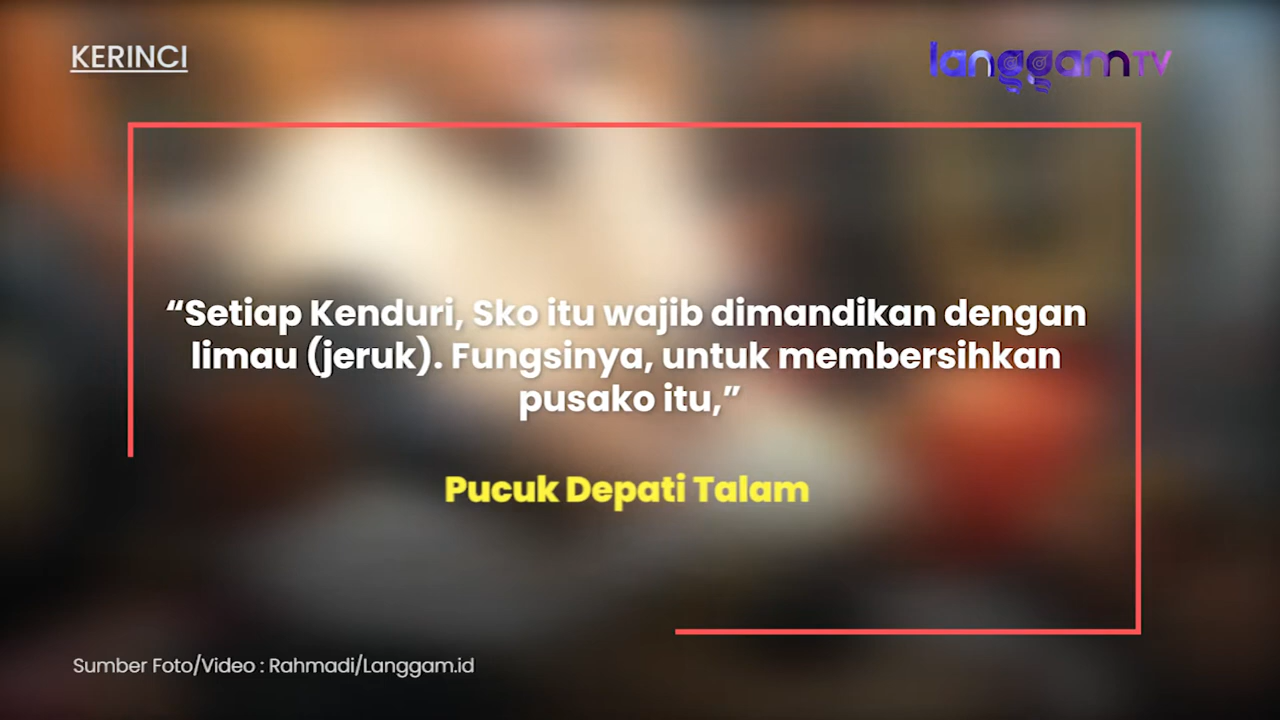 KERINCI
langgamTV
“Setiap Kenduri, Sko itu wajib dimandikan dengan
limau (jeruk). Fungsinya, untuk membersihkan
pusako itu,”
Pucuk Depati Talam
Sumber Foto/Video : Rahmadi/Langgam.id